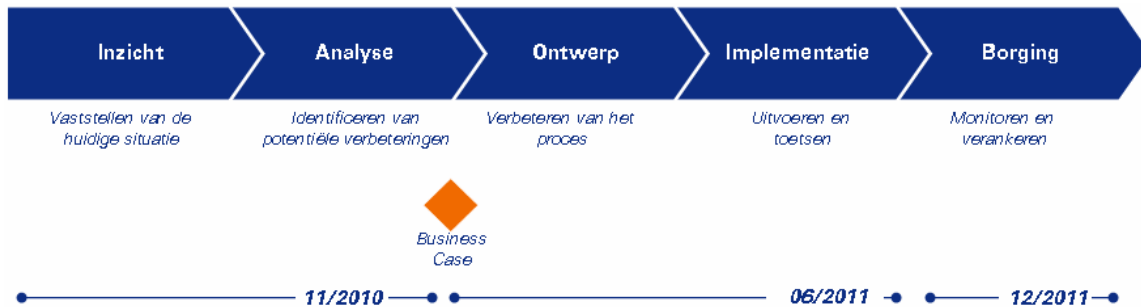 Inzicht
Analyse
Ontwerp
Implementatie
Borging
Vaststellen van de
huidige situatie
Identificeren van
potentiële verbeteringen
Verbeteren van het
proces
Uitvoeren en
toetsen
Monitoren en
verankeren
Business
Case
11/2010
06/2011
12/2011